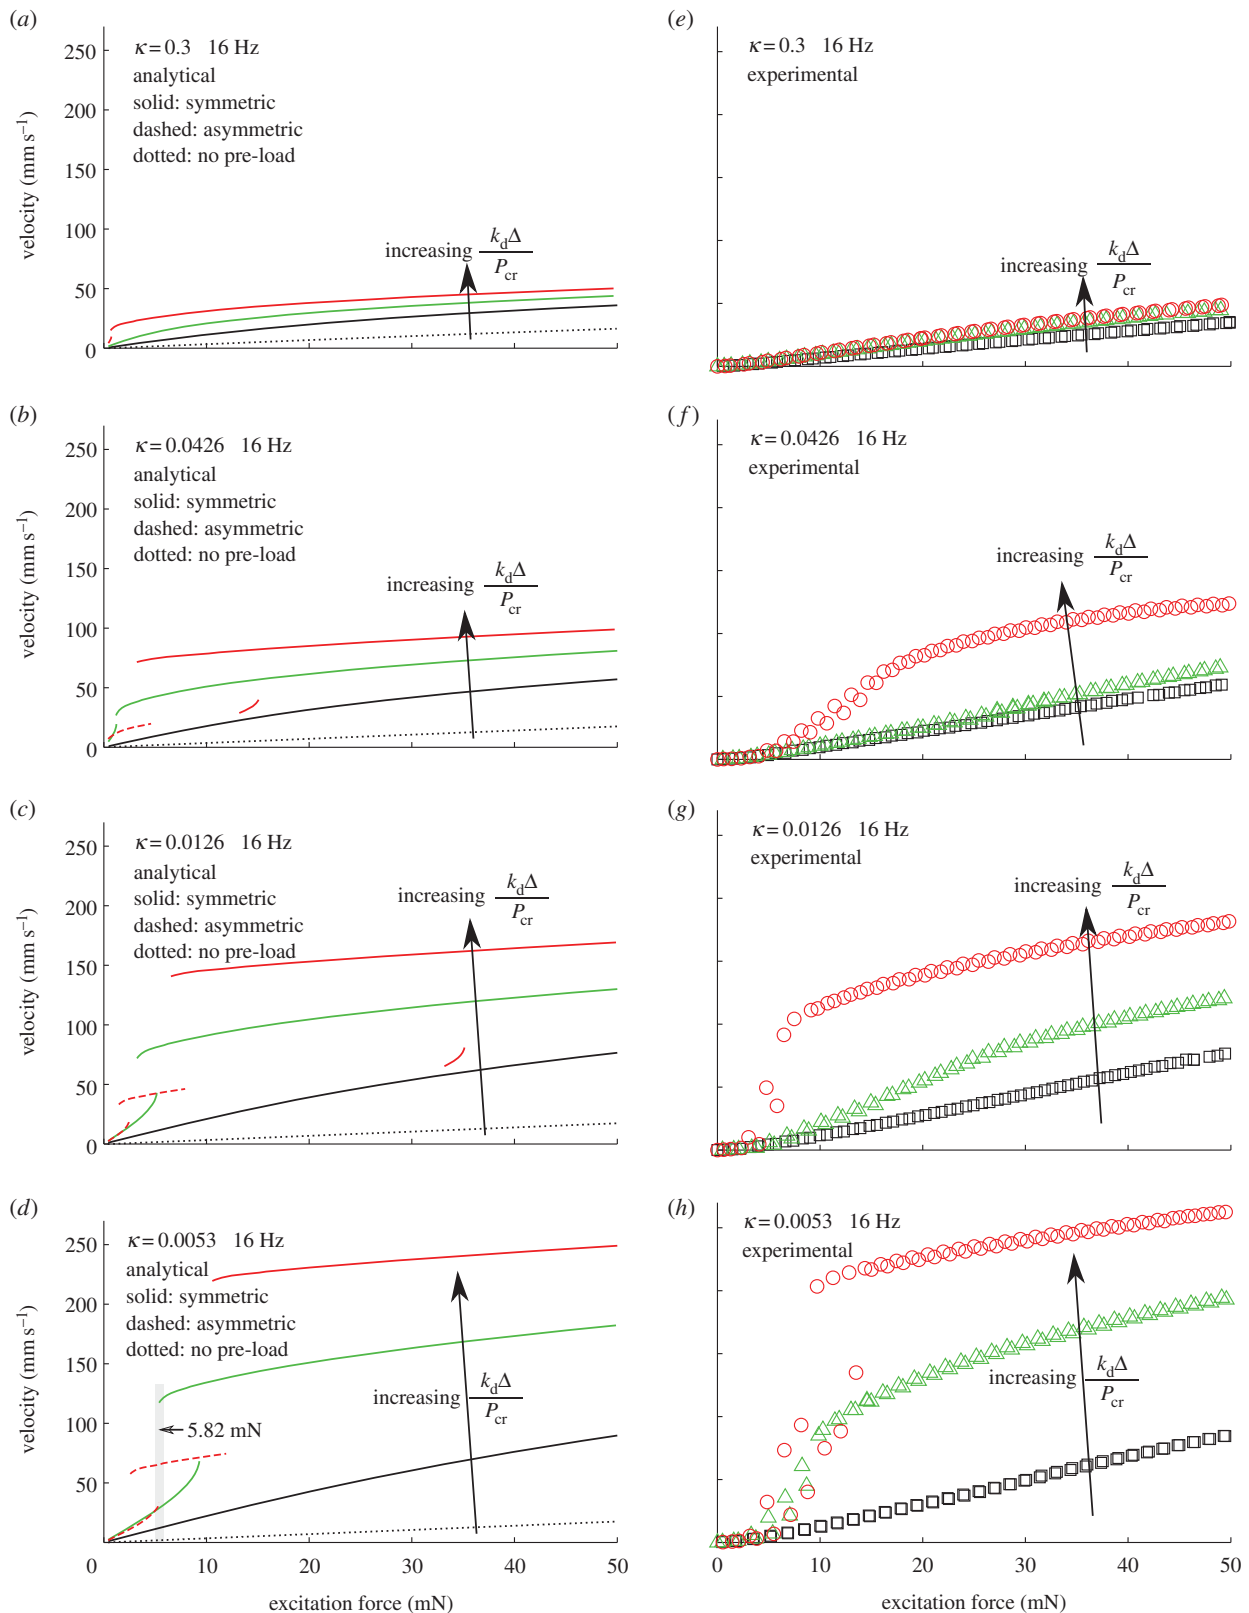 (a)
κ = 0.3 16 Hz
analytical
solid: symmetric
dashed: asymmetric
dotted: no pre-load
increasing k_dΔ
P_cr
velocity (mm s⁻¹)
250
200
150
100
50
0
(e)
κ = 0.3 16 Hz
experimental
increasing k_dΔ
P_cr
(b)
κ = 0.0426 16 Hz
analytical
solid: symmetric
dashed: asymmetric
dotted: no pre-load
increasing k_dΔ
P_cr
velocity (mm s⁻¹)
250
200
150
100
50
0
(f)
κ = 0.0426 16 Hz
experimental
increasing k_dΔ
P_cr
(c)
κ = 0.0126 16 Hz
analytical
solid: symmetric
dashed: asymmetric
dotted: no pre-load
increasing k_dΔ
P_cr
velocity (mm s⁻¹)
250
200
150
100
50
0
(g)
κ = 0.0126 16 Hz
experimental
increasing k_dΔ
P_cr
(d)
κ = 0.0053 16 Hz
analytical
solid: symmetric
dashed: asymmetric
dotted: no pre-load
increasing k_dΔ
P_cr
5.82 mN
velocity (mm s⁻¹)
250
200
150
100
50
0 10 20 30 40 50
excitation force (mN)
(h)
κ = 0.0053 16 Hz
experimental
increasing k_dΔ
P_cr
0 10 20 30 40 50
excitation force (mN)